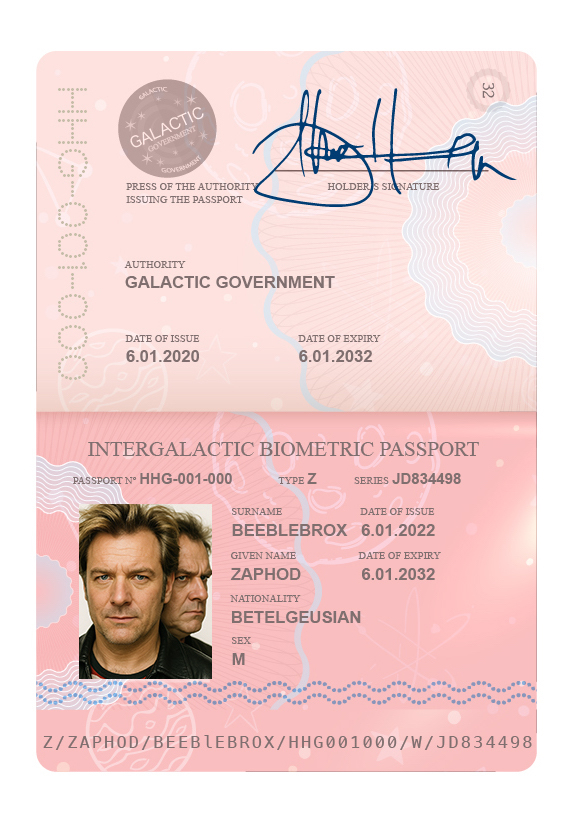 32
HHG-001-000
GALACTIC
GALACTIC
GOVERNMENT
GOVERNMENT
PRESS OF THE AUTHORITY
ISSUING THE PASSPORT
HOLDER,S SIGNATURE
AUTHORITY
GALACTIC GOVERNMENT
DATE OF ISSUE DATE OF EXPIRY
6.01.2020 6.01.2032
INTERGALACTIC BIOMETRIC PASSPORT
PASSPORT N° HHG-001-000 TYPE Z SERIES JD834498
SURNAME DATE OF ISSUE
BEEBLEBROX 6.01.2022
GIVEN NAME DATE OF EXPIRY
ZAPHOD 6.01.2032
NATIONALITY
BETELGEUSIAN
SEX
M
Z/ZAPHOD/BEEBlEBROX/HHG001000/W/JD834498